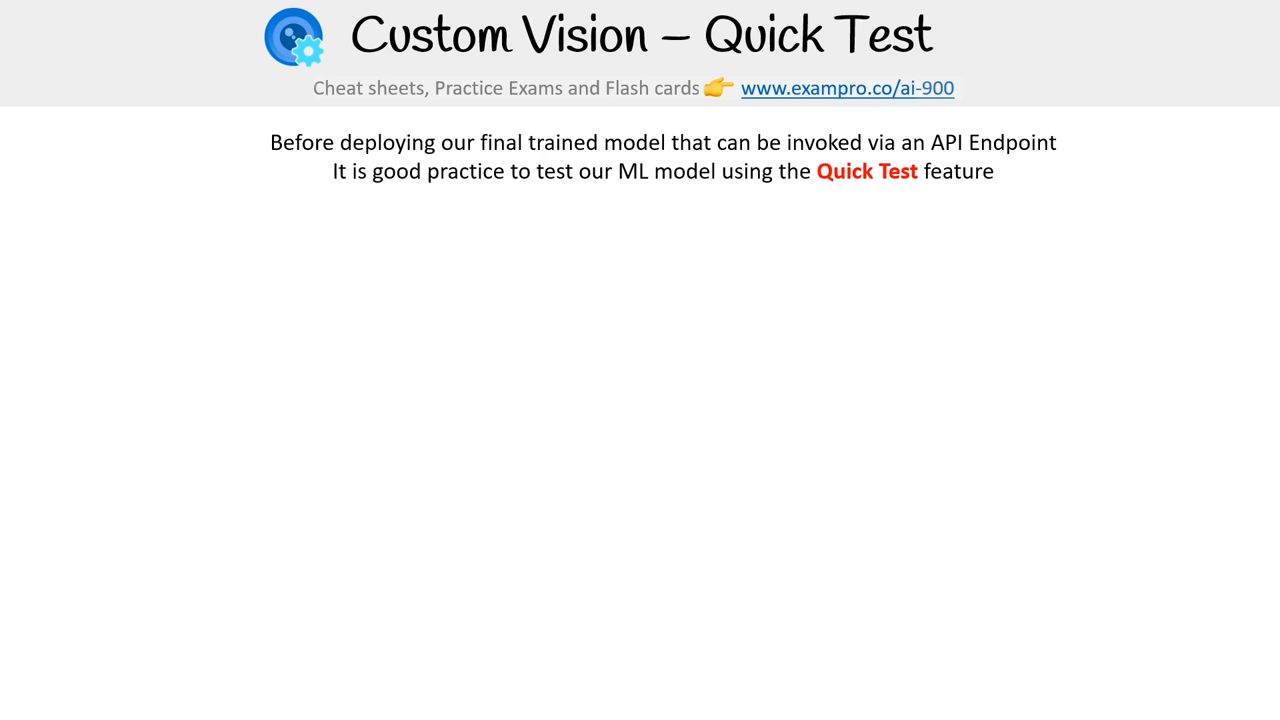 Custom Vision – Quick Test
Cheat sheets, Practice Exams and Flash cards 👉 www.exampro.co/ai-900
Before deploying our final trained model that can be invoked via an API Endpoint
It is good practice to test our ML model using the Quick Test feature